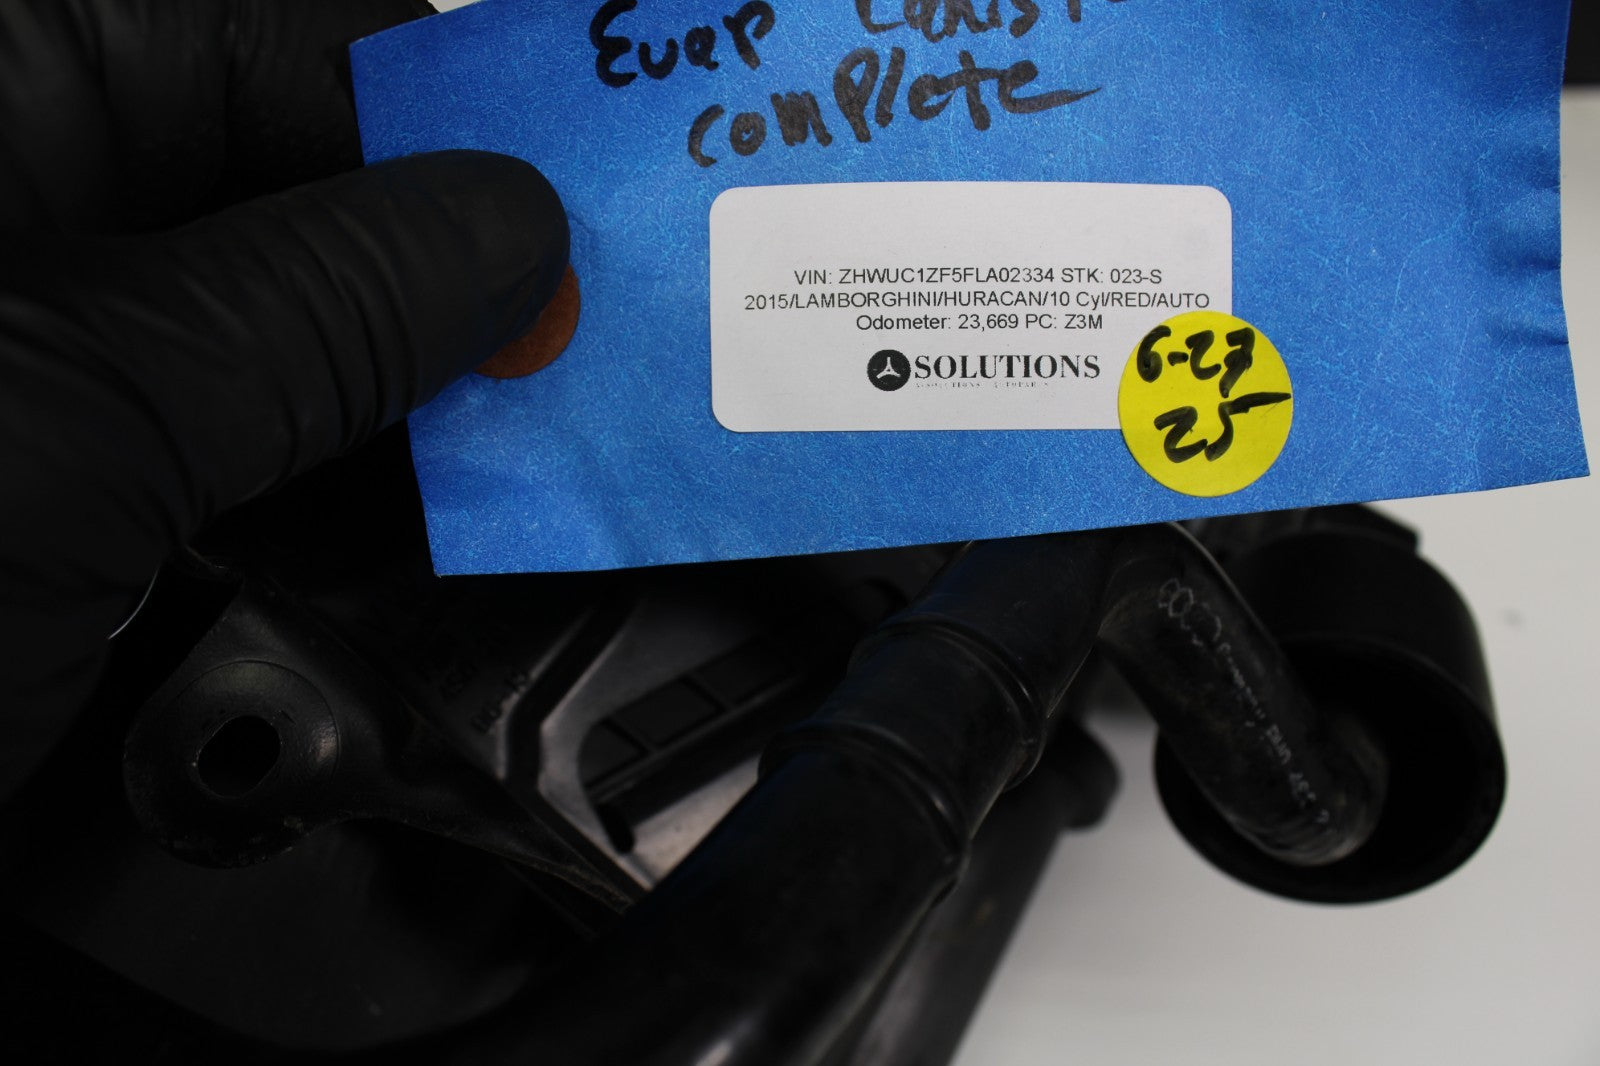 Evap
complete
VIN: ZHWUC1ZF5FLA02334 STK: 023-S
2015/LAMBORGHINI/HURACAN/10 Cyl/RED/AUTO
Odometer: 23,669 PC: Z3M
SOLUTIONS
6-27
25